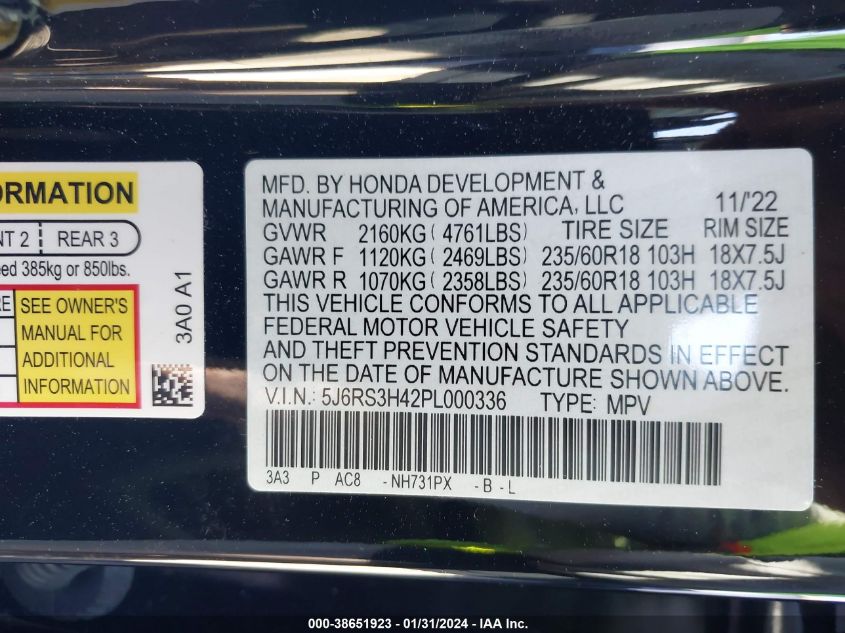 ORMATION
NT 2 REAR 3
eed 385kg or 850lbs.
RE SEE OWNER'S
MANUAL FOR
ADDITIONAL
INFORMATION
3A0 A1
MFD. BY HONDA DEVELOPMENT &
MANUFACTURING OF AMERICA, LLC 11/'22
GVWR 2160KG ( 4761LBS) TIRE SIZE RIM SIZE
GAWR F 1120KG ( 2469LBS) 235/60R18 103H 18X7.5J
GAWR R 1070KG ( 2358LBS) 235/60R18 103H 18X7.5J
THIS VEHICLE CONFORMS TO ALL APPLICABLE
FEDERAL MOTOR VEHICLE SAFETY
AND THEFT PREVENTION STANDARDS IN EFFECT
ON THE DATE OF MANUFACTURE SHOWN ABOVE.
V.I.N.: 5J6RS3H42PL000336 TYPE: MPV
3A3 P AC8 -NH731PX -B-L
000-38651923 - 01/31/2024 - IAA Inc.